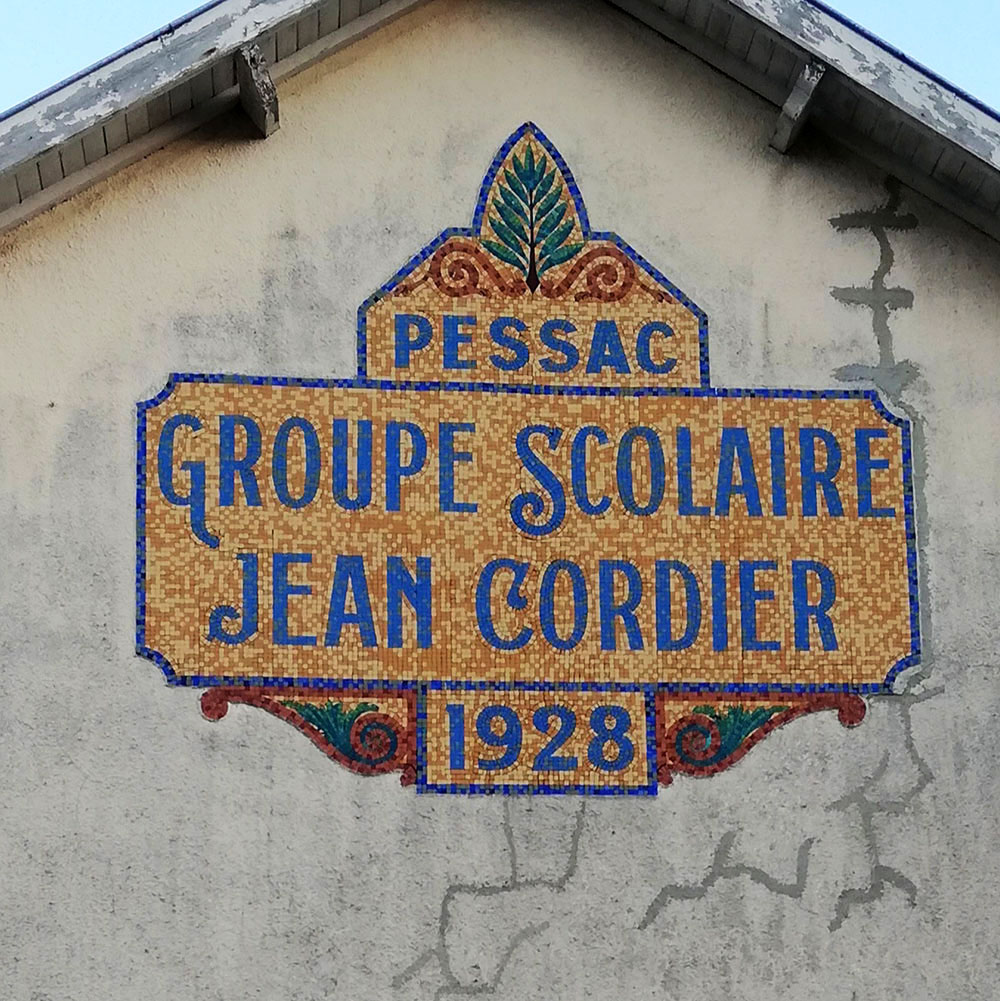 PESSAC
GROUPE SCOLAIRE
JEAN CORDIER
1928